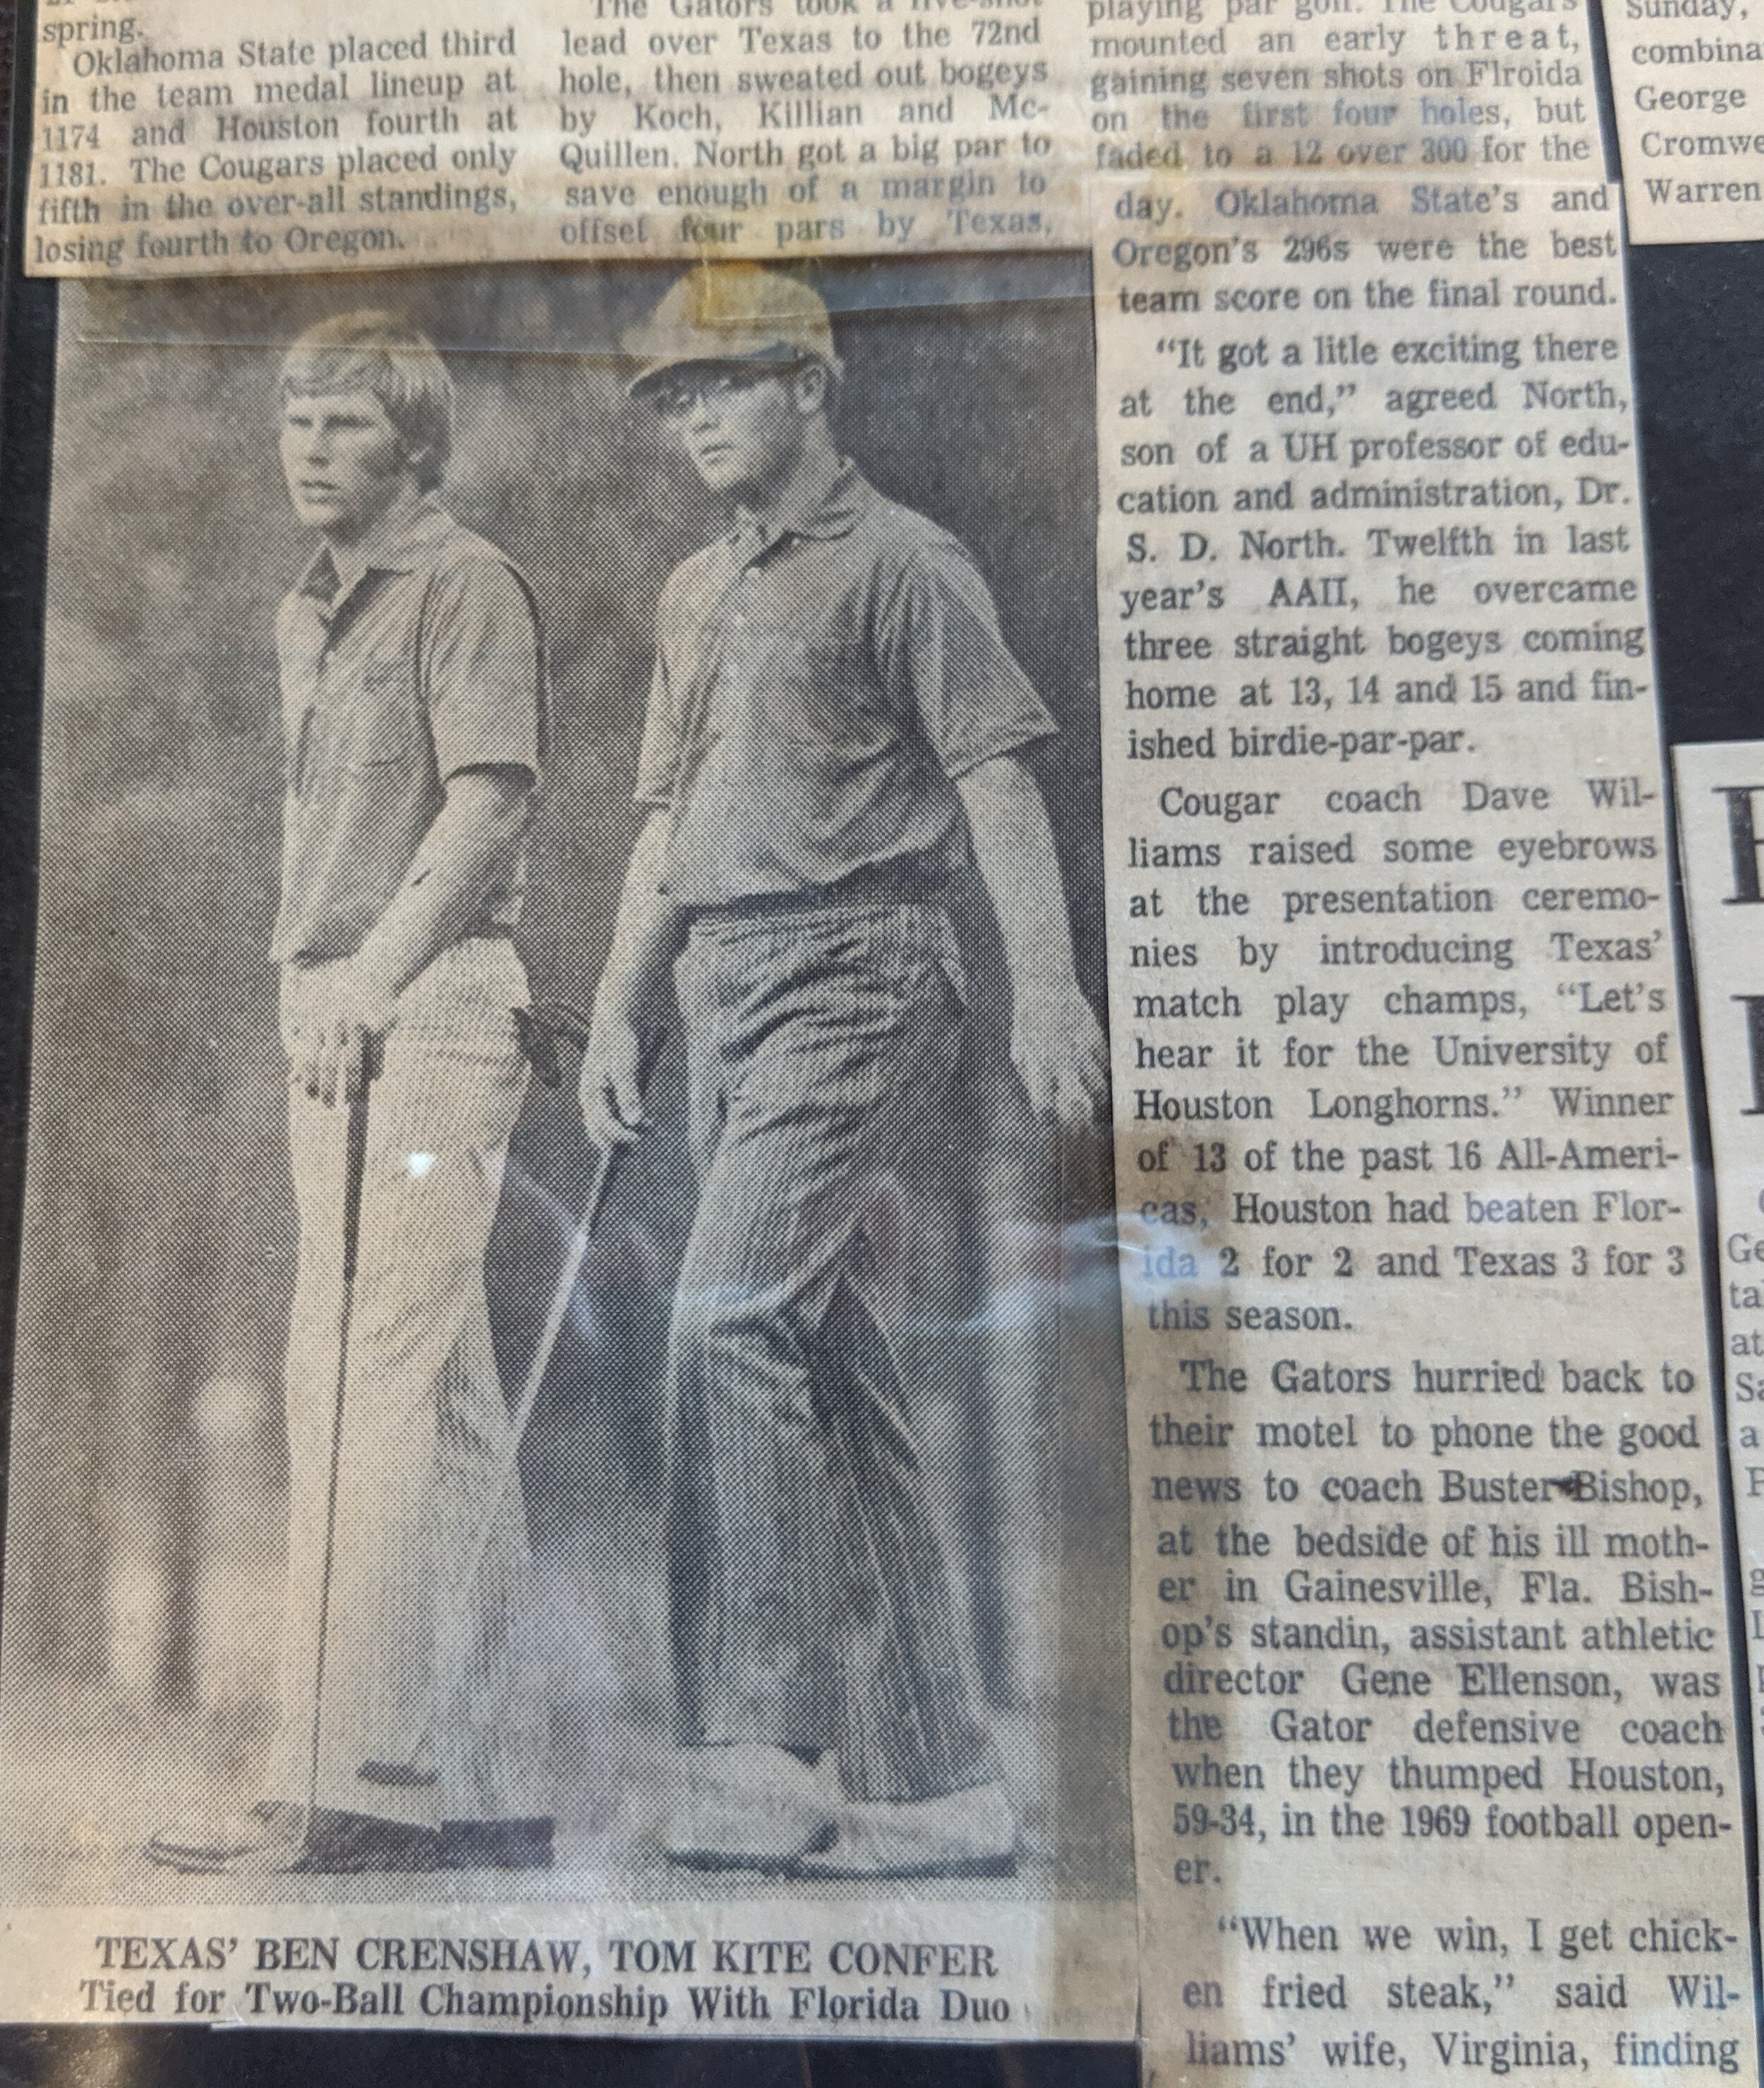 spring.
Oklahoma State placed third
in the team medal lineup at
1174 and Houston fourth at
1181. The Cougars placed only
fifth in the over-all standings,
losing fourth to Oregon.
The Gators took a five-shot
lead over Texas to the 72nd
hole, then sweated out bogeys
by Koch, Killian and Mc-
Quillen. North got a big par to
save enough of a margin to
offset four pars by Texas,
playing par golf. The Cougars
mounted an early threat,
gaining seven shots on Flroida
on the first four holes, but
faded to a 12 over 300 for the
day. Oklahoma State's and
Oregon's 296s were the best
team score on the final round.
“It got a litle exciting there
at the end,” agreed North,
son of a UH professor of edu-
cation and administration, Dr.
S. D. North. Twelfth in last
year's AAII, he overcame
three straight bogeys coming
home at 13, 14 and 15 and fin-
ished birdie-par-par.
Cougar coach Dave Wil-
liams raised some eyebrows
at the presentation ceremo-
nies by introducing Texas'
match play champs, “Let's
hear it for the University of
Houston Longhorns.” Winner
of 13 of the past 16 All-Ameri-
cas, Houston had beaten Flor-
ida 2 for 2 and Texas 3 for 3
this season.
The Gators hurried back to
their motel to phone the good
news to coach Buster Bishop,
at the bedside of his ill moth-
er in Gainesville, Fla. Bish-
op's standin, assistant athletic
director Gene Ellenson, was
the Gator defensive coach
when they thumped Houston,
59-34, in the 1969 football open-
er.
“When we win, I get chick-
en fried steak,” said Wil-
liams' wife, Virginia, finding
TEXAS' BEN CRENSHAW, TOM KITE CONFER
Tied for Two-Ball Championship With Florida Duo
Sunday,
combina
George
Cromwe
Warren
Ge
ta
at
Sa
a